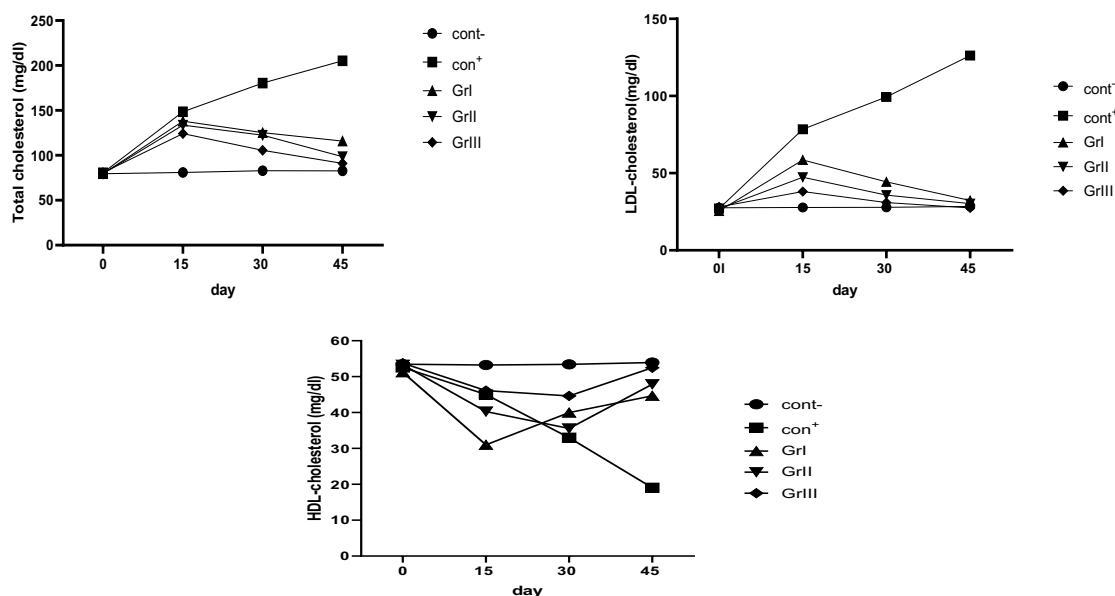 Total cholesterol (mg/dl)
250
200
150
100
50
0
0 15 30 45
day
cont-
con⁺
GrI
GrII
GrIII
LDL-cholesterol(mg/dl)
150
100
50
0
0I 15 30 45
day
cont⁻
cont⁺
GrI
GrII
GrIII
HDL-cholesterol (mg/dl)
60
50
40
30
20
10
0
0 15 30 45
day
cont-
con⁺
GrI
GrII
GrIII